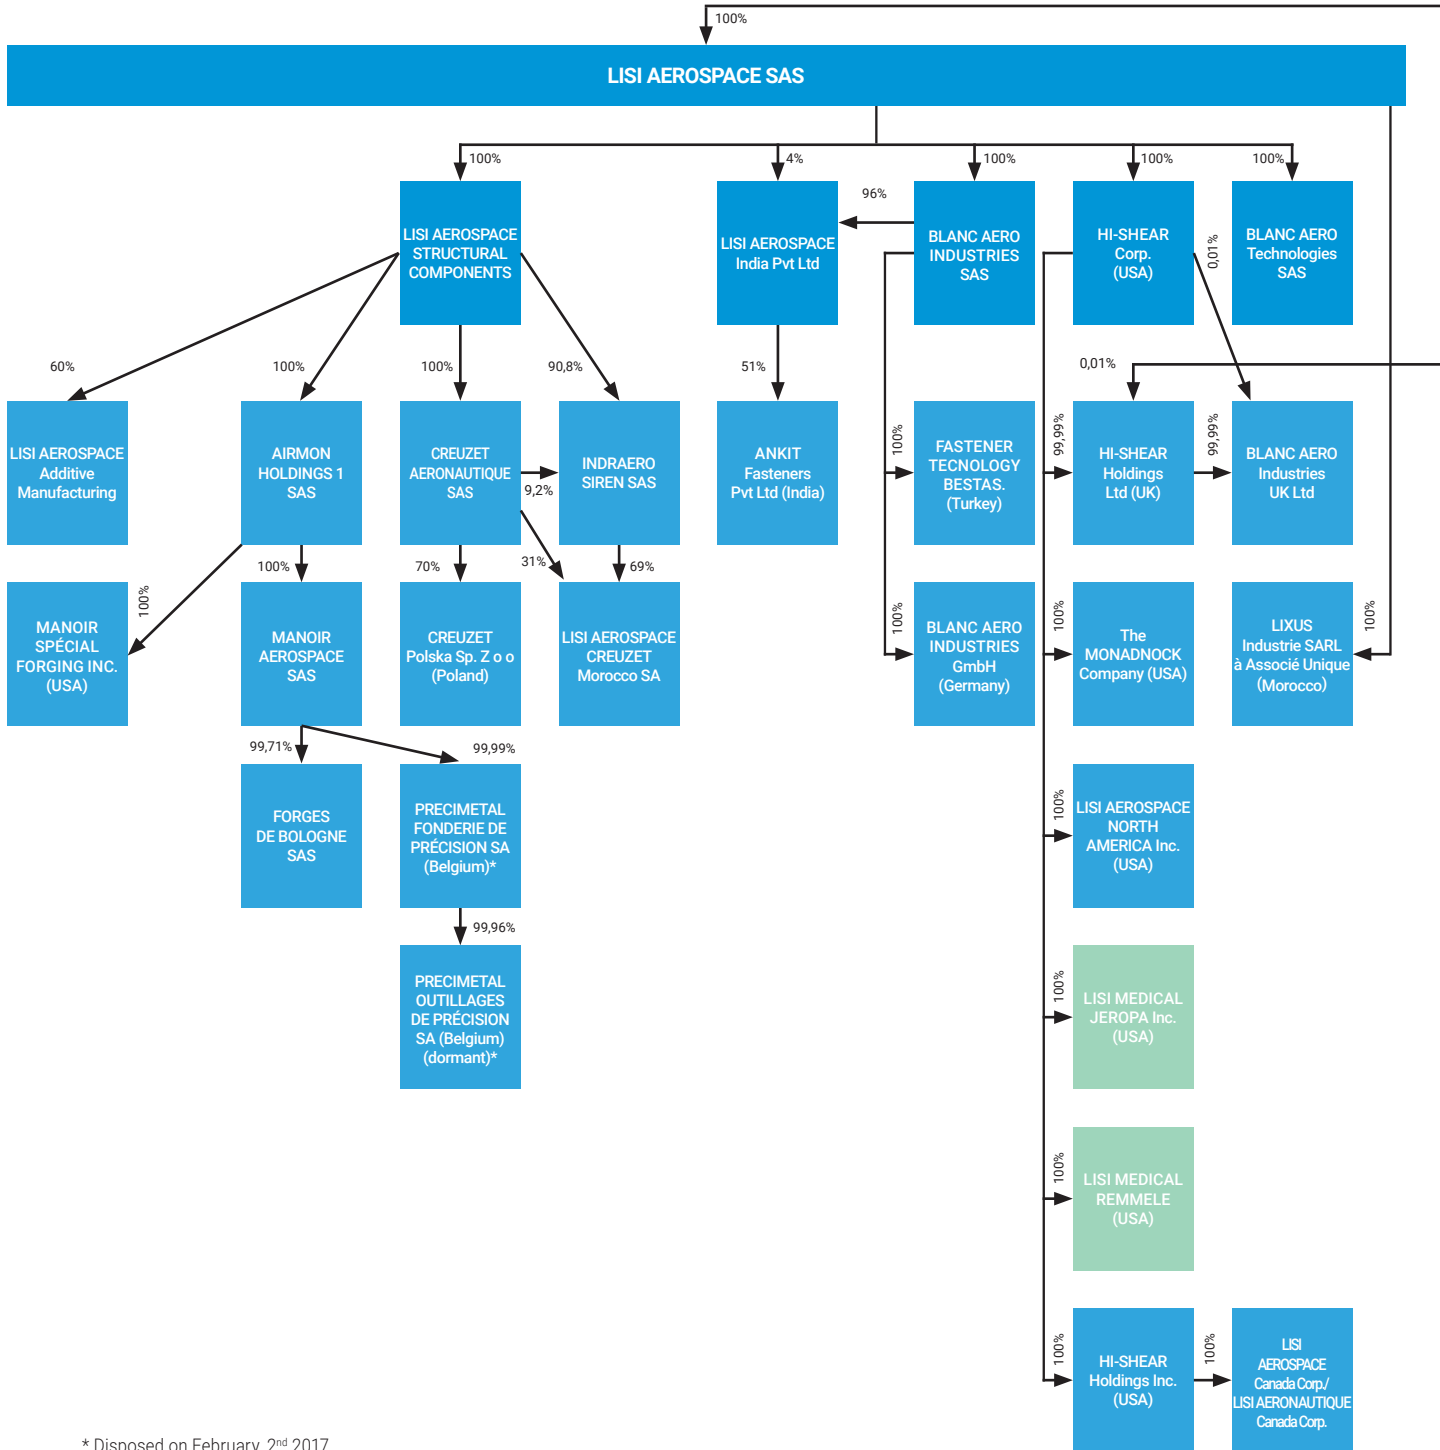 100%
LISI AEROSPACE SAS
100%
4%
100%
100%
100%
LISI AEROSPACE
STRUCTURAL
COMPONENTS
LISI AEROSPACE
India Pvt Ltd
96%
BLANC AERO
INDUSTRIES
SAS
HI-SHEAR
Corp.
(USA)
0,01%
BLANC AERO
Technologies
SAS
60%
100%
100%
90,8%
51%
0,01%
LISI AEROSPACE
Additive
Manufacturing
AIRMON
HOLDINGS 1
SAS
CREUZET
AERONAUTIQUE
SAS
9,2%
INDRAERO
SIREN SAS
ANKIT
Fasteners
Pvt Ltd (India)
100%
FASTENER
TECNOLOGY
BESTAS.
(Turkey)
99,99%
HI-SHEAR
Holdings
Ltd (UK)
99,99%
BLANC AERO
Industries
UK Ltd
100%
100%
70%
31%
69%
MANOIR
SPÉCIAL
FORGING INC.
(USA)
MANOIR
AEROSPACE
SAS
CREUZET
Polska Sp. Z o o
(Poland)
LISI AEROSPACE
CREUZET
Morocco SA
100%
BLANC AERO
INDUSTRIES
GmbH
(Germany)
100%
The
MONADNOCK
Company (USA)
LIXUS
Industrie SARL
à Associé Unique
(Morocco)
100%
99,71%
99,99%
FORGES
DE BOLOGNE
SAS
PRECIMETAL
FONDERIE DE
PRÉCISION SA
(Belgium)*
100%
LISI AEROSPACE
NORTH
AMERICA Inc.
(USA)
99,96%
PRECIMETAL
OUTILLAGES
DE PRÉCISION
SA (Belgium)
(dormant)*
100%
LISI MEDICAL
JEROPA Inc.
(USA)
100%
LISI MEDICAL
REMMELE
(USA)
100%
HI-SHEAR
Holdings Inc.
(USA)
100%
LISI
AEROSPACE
Canada Corp./
LISI AERONAUTIQUE
Canada Corp.
* Disposed on February, 2nd 2017